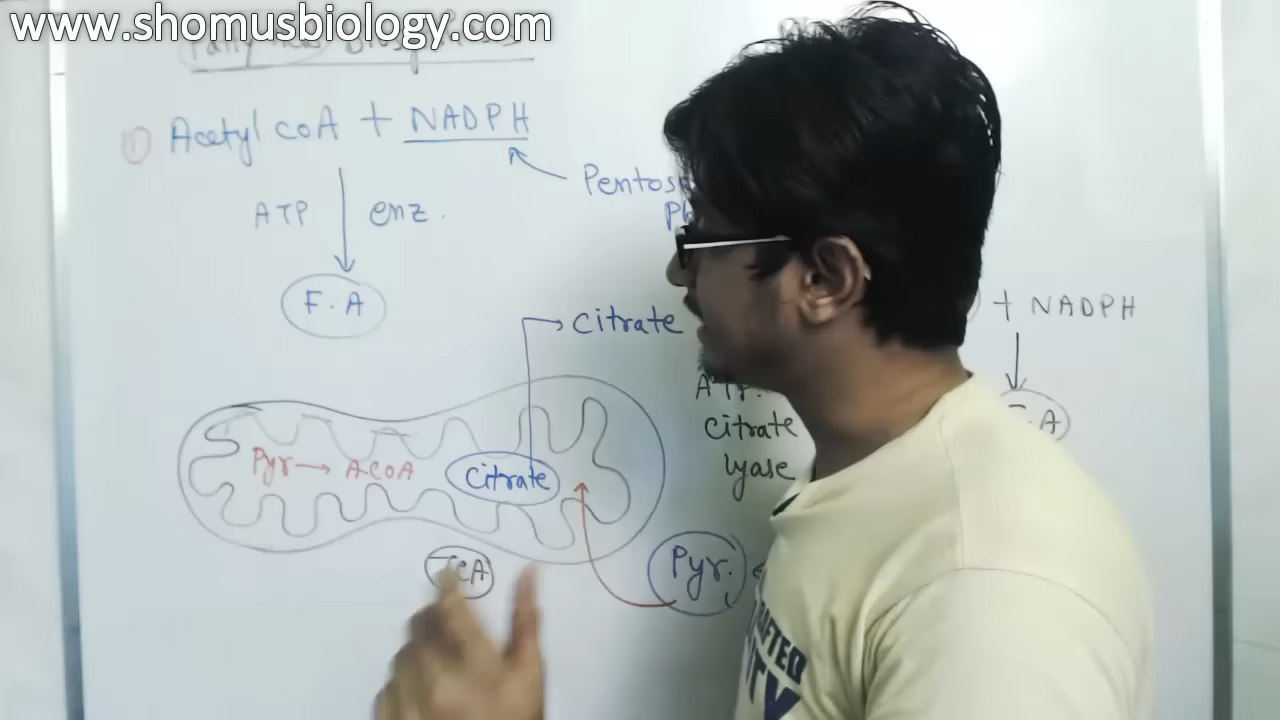 www.shomusbiology.com
① Acetyl CoA + NADPH
Pentos
Ph
ATP enz.
F.A
Citrate
+ NADPH
ATP.
Citrate
lyase
F.A
Pyr → A-COA
Citrate
TCA
Pyr.